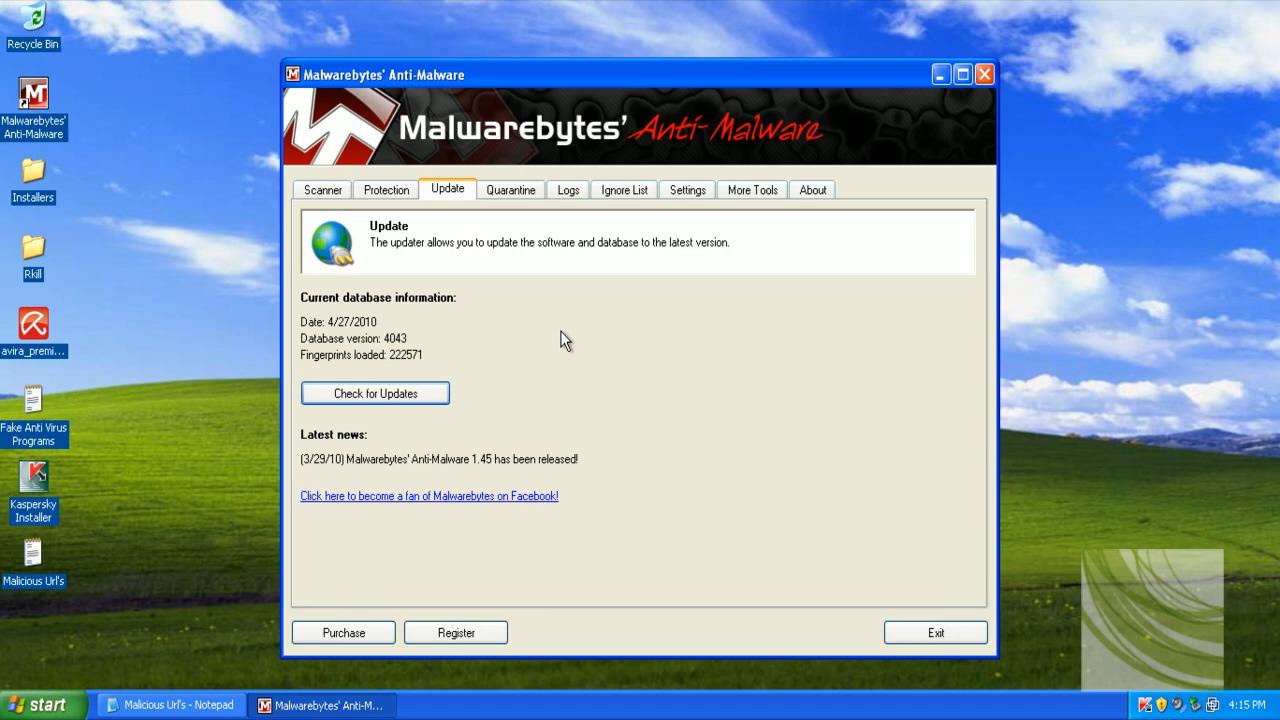 Recycle Bin
Malwarebytes'
Anti-Malware
Installers
Rkill
avira_premi...
Fake Anti Virus
Programs
Kaspersky
Installer
Malicious Url's
Malwarebytes' Anti-Malware
Malwarebytes' Anti-Malware
Scanner
Protection
Update
Quarantine
Logs
Ignore List
Settings
More Tools
About
Update
The updater allows you to update the software and database to the latest version.
Current database information:
Date: 4/27/2010
Database version: 4043
Fingerprints loaded: 222571
Check for Updates
Latest news:
(3/29/10) Malwarebytes' Anti-Malware 1.45 has been released!
Click here to become a fan of Malwarebytes on Facebook!
Purchase
Register
Exit
start
Malicious Url's - Notepad
Malwarebytes' Anti-M...
4:15 PM